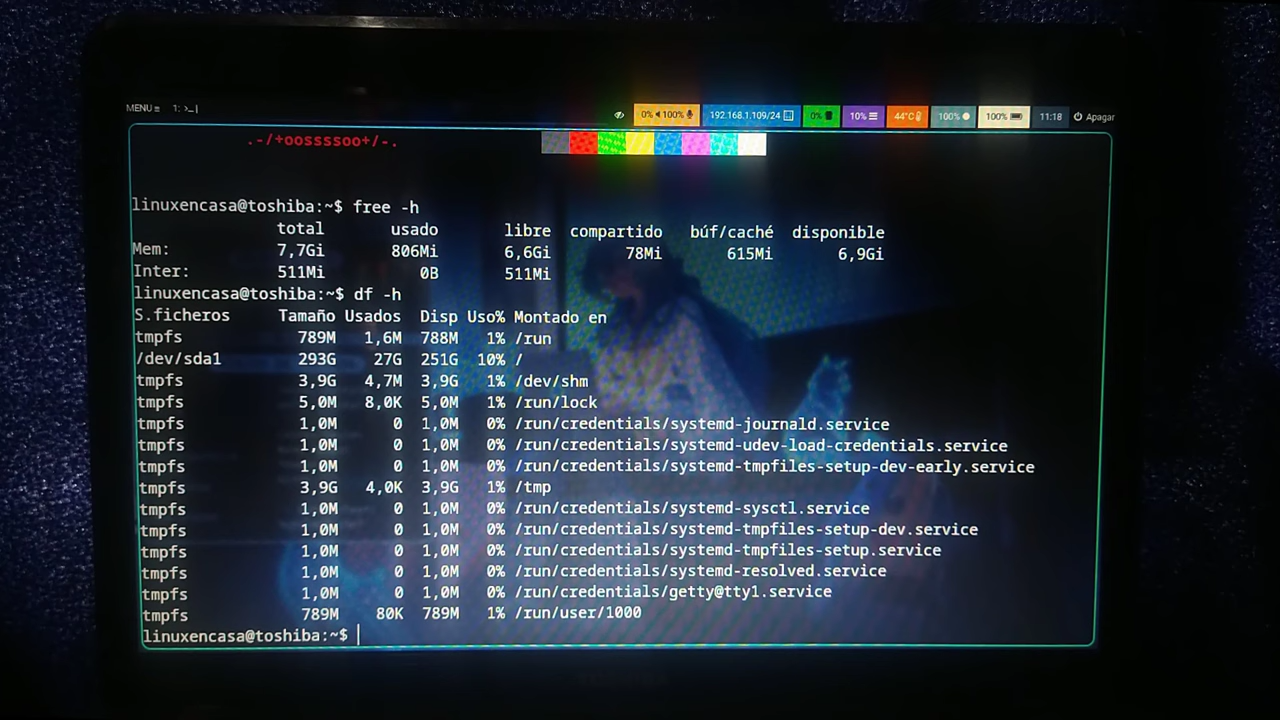 MENU 1: >_|
0% 100% 192.168.1.109/24 0% 10% 44°C 100% 100% 11:18 Apagar
.-/+oossssoo+/-.
linuxencasa@toshiba:~$ free -h
total usado libre compartido búf/caché disponible
Mem: 7,7Gi 806Mi 6,6Gi 78Mi 615Mi 6,9Gi
Inter: 511Mi 0B 511Mi
linuxencasa@toshiba:~$ df -h
S.ficheros Tamaño Usados Disp Uso% Montado en
tmpfs 789M 1,6M 788M 1% /run
/dev/sda1 293G 27G 251G 10% /
tmpfs 3,9G 4,7M 3,9G 1% /dev/shm
tmpfs 5,0M 8,0K 5,0M 1% /run/lock
tmpfs 1,0M 0 1,0M 0% /run/credentials/systemd-journald.service
tmpfs 1,0M 0 1,0M 0% /run/credentials/systemd-udev-load-credentials.service
tmpfs 1,0M 0 1,0M 0% /run/credentials/systemd-tmpfiles-setup-dev-early.service
tmpfs 3,9G 4,0K 3,9G 1% /tmp
tmpfs 1,0M 0 1,0M 0% /run/credentials/systemd-sysctl.service
tmpfs 1,0M 0 1,0M 0% /run/credentials/systemd-tmpfiles-setup-dev.service
tmpfs 1,0M 0 1,0M 0% /run/credentials/systemd-tmpfiles-setup.service
tmpfs 1,0M 0 1,0M 0% /run/credentials/systemd-resolved.service
tmpfs 1,0M 0 1,0M 0% /run/credentials/getty@tty1.service
tmpfs 789M 80K 789M 1% /run/user/1000
linuxencasa@toshiba:~$